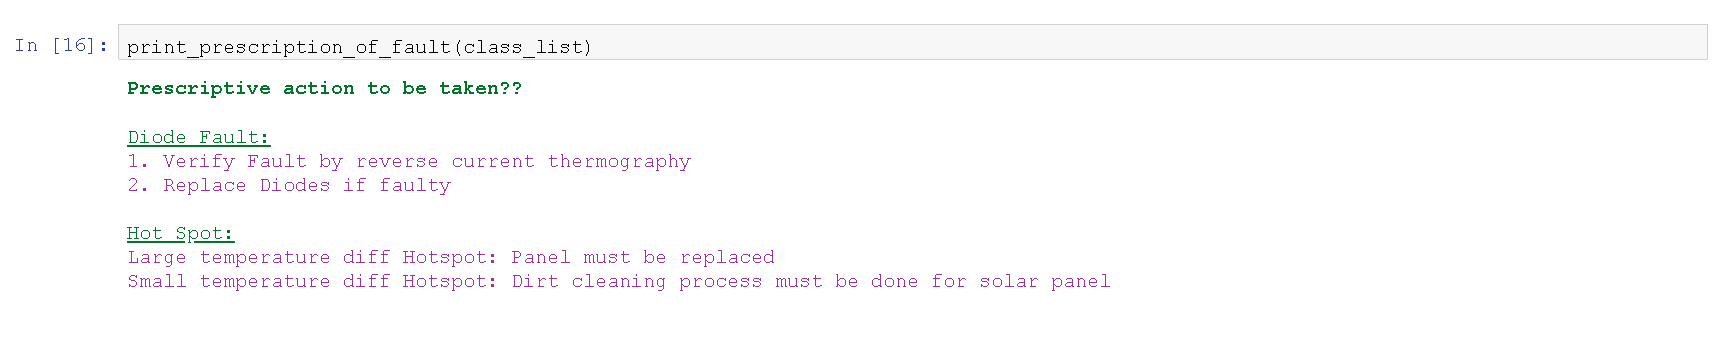 In [16]: print_prescription_of_fault(class_list)
Prescriptive action to be taken??
Diode Fault:
1. Verify Fault by reverse current thermography
2. Replace Diodes if faulty
Hot Spot:
Large temperature diff Hotspot: Panel must be replaced
Small temperature diff Hotspot: Dirt cleaning process must be done for solar panel